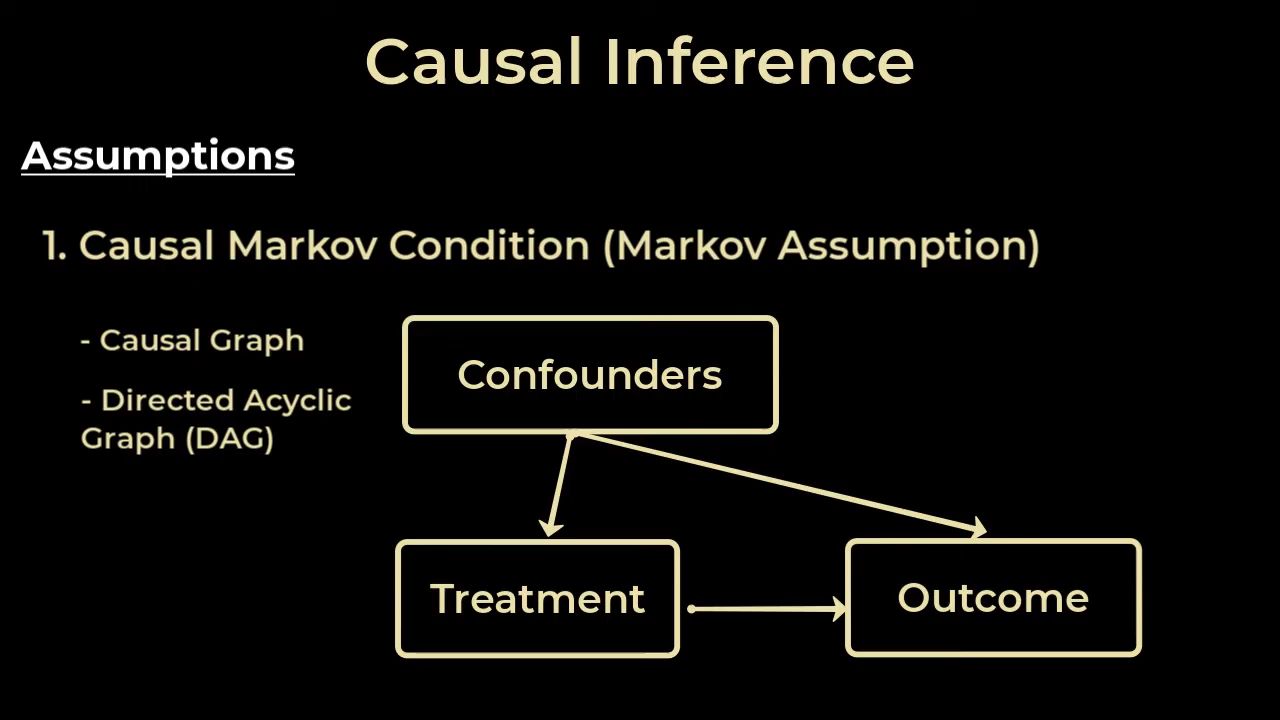 Causal Inference
Assumptions
1. Causal Markov Condition (Markov Assumption)
- Causal Graph
- Directed Acyclic
Graph (DAG)
Confounders
Treatment
Outcome